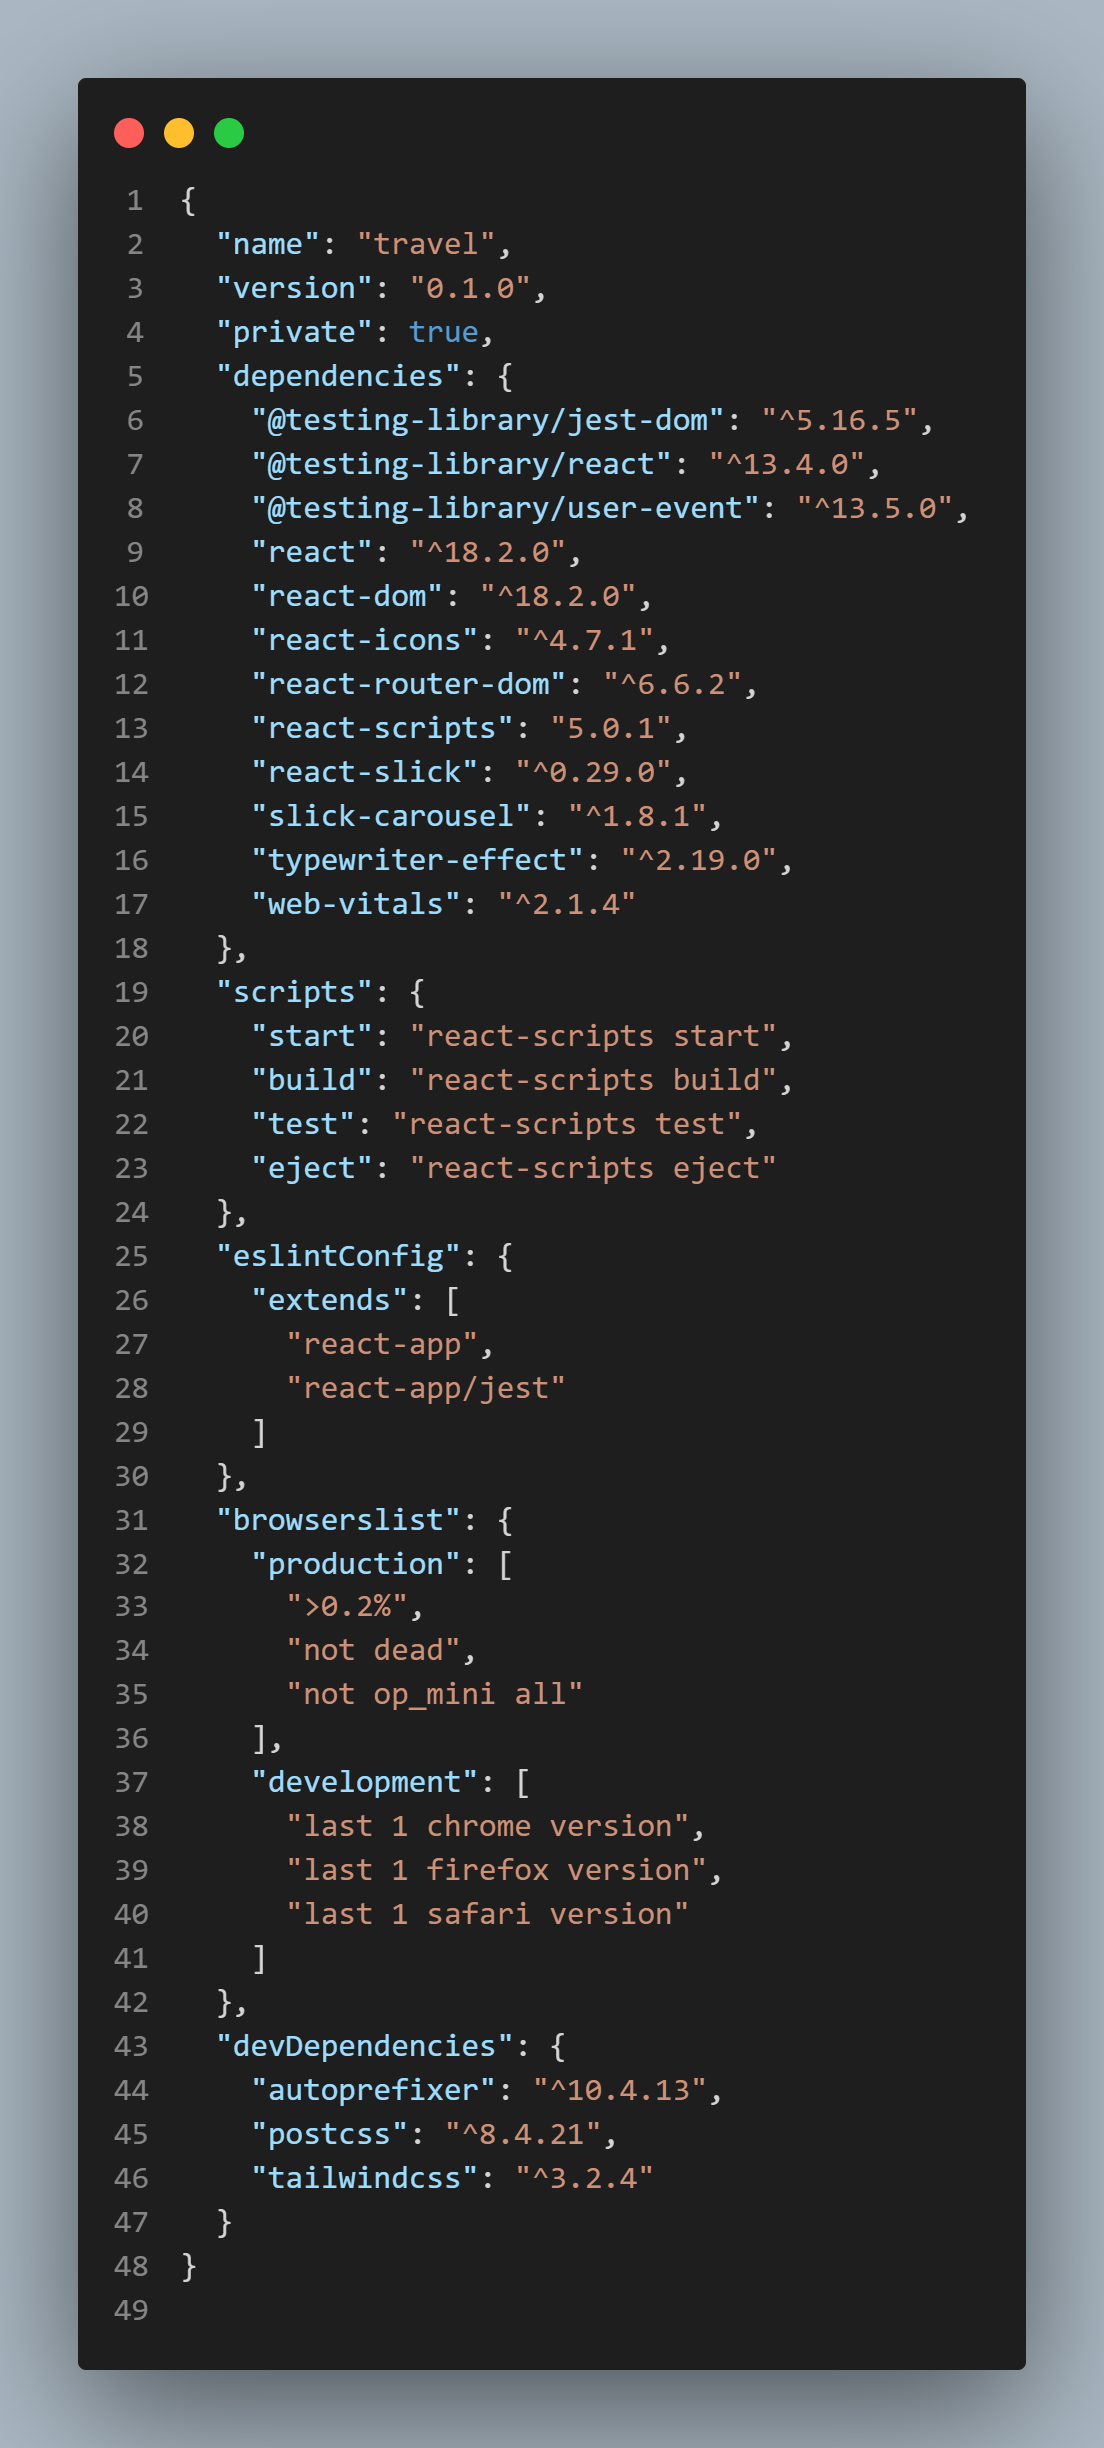 1 {
2   "name": "travel",
3   "version": "0.1.0",
4   "private": true,
5   "dependencies": {
6     "@testing-library/jest-dom": "^5.16.5",
7     "@testing-library/react": "^13.4.0",
8     "@testing-library/user-event": "^13.5.0",
9     "react": "^18.2.0",
10     "react-dom": "^18.2.0",
11     "react-icons": "^4.7.1",
12     "react-router-dom": "^6.6.2",
13     "react-scripts": "5.0.1",
14     "react-slick": "^0.29.0",
15     "slick-carousel": "^1.8.1",
16     "typewriter-effect": "^2.19.0",
17     "web-vitals": "^2.1.4"
18   },
19   "scripts": {
20     "start": "react-scripts start",
21     "build": "react-scripts build",
22     "test": "react-scripts test",
23     "eject": "react-scripts eject"
24   },
25   "eslintConfig": {
26     "extends": [
27       "react-app",
28       "react-app/jest"
29     ]
30   },
31   "browserslist": {
32     "production": [
33       ">0.2%",
34       "not dead",
35       "not op_mini all"
36     ],
37     "development": [
38       "last 1 chrome version",
39       "last 1 firefox version",
40       "last 1 safari version"
41     ]
42   },
43   "devDependencies": {
44     "autoprefixer": "^10.4.13",
45     "postcss": "^8.4.21",
46     "tailwindcss": "^3.2.4"
47   }
48 }
49